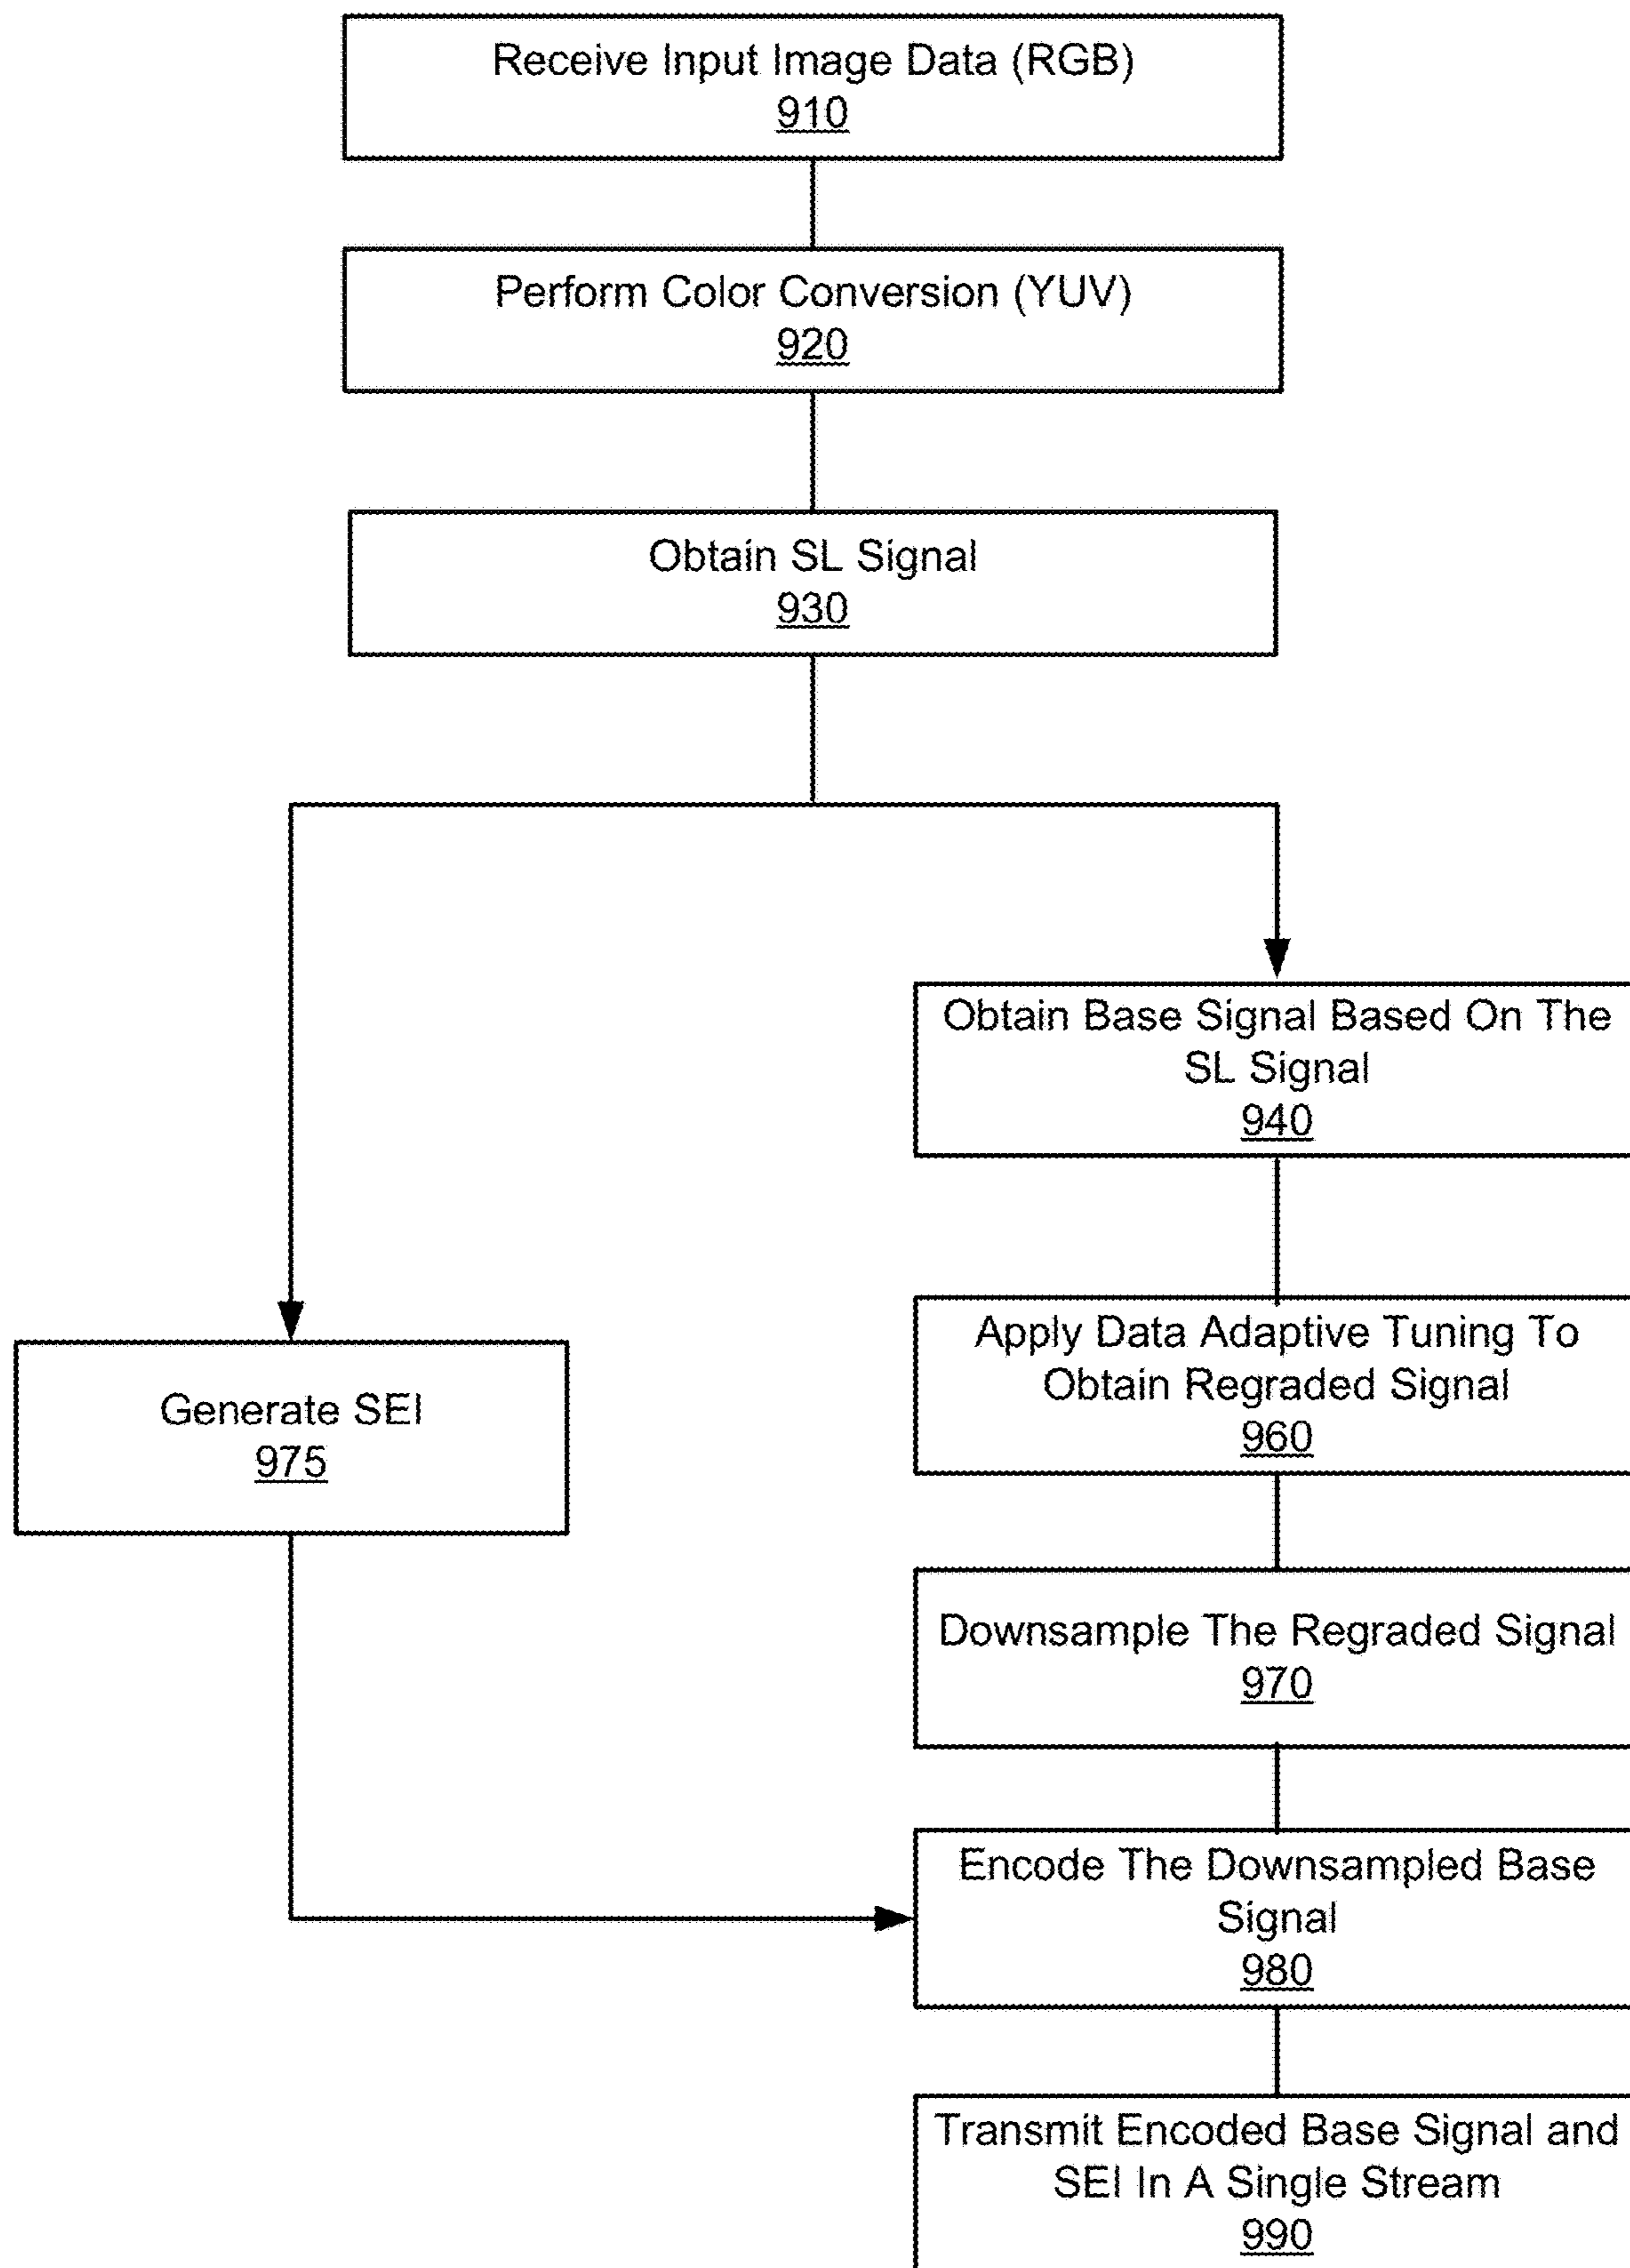 Receive Input Image Data (RGB)
910
Perform Color Conversion (YUV)
920
Obtain SL Signal
930
Obtain Base Signal Based On The
SL Signal
940
Apply Data Adaptive Tuning To
Obtain Regraded Signal
960
Generate SEI
975
Downsample The Regraded Signal
970
Encode The Downsampled Base
Signal
980
Transmit Encoded Base Signal and
SEI In A Single Stream
990